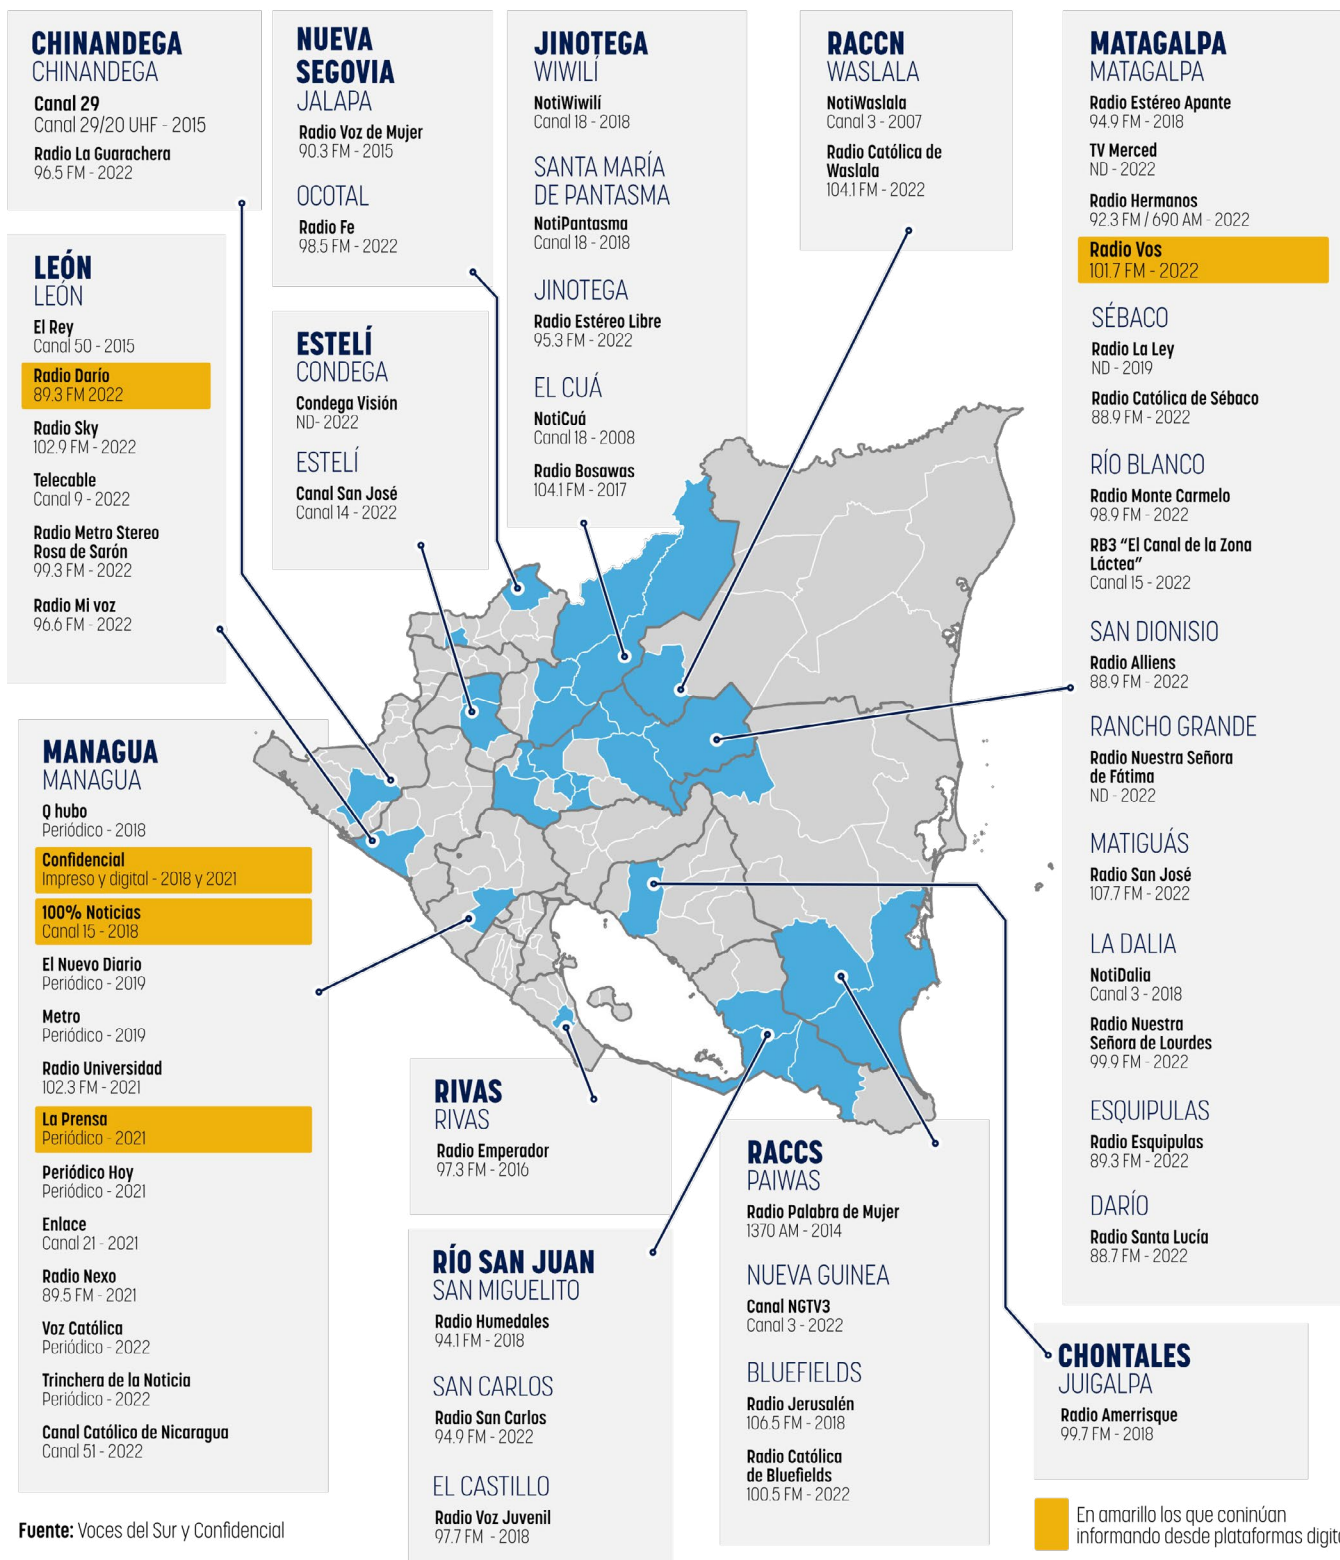 CHINANDEGA
CHINANDEGA
Canal 29
Canal 29/20 UHF - 2015
Radio La Guarachera
96.5 FM - 2022
LEÓN
LEÓN
El Rey
Canal 50 - 2015
Radio Darío
89.3 FM 2022
Radio Sky
102.9 FM - 2022
Telecable
Canal 9 - 2022
Radio Metro Stereo
Rosa de Sarón
99.3 FM - 2022
Radio Mi voz
96.6 FM - 2022
MANAGUA
MANAGUA
Q hubo
Periódico - 2018
Confidencial
Impreso y digital - 2018 y 2021
100% Noticias
Canal 15 - 2018
El Nuevo Diario
Periódico - 2019
Metro
Periódico - 2019
Radio Universidad
102.3 FM - 2021
La Prensa
Periódico - 2021
Periódico Hoy
Periódico - 2021
Enlace
Canal 21 - 2021
Radio Nexo
89.5 FM - 2021
Voz Católica
Periódico - 2022
Trinchera de la Noticia
Periódico - 2022
Canal Católico de Nicaragua
Canal 51 - 2022
NUEVA
SEGOVIA
JALAPA
Radio Voz de Mujer
90.3 FM - 2015
OCOTAL
Radio Fe
98.5 FM - 2022
ESTELÍ
CONDEGA
Condega Visión
ND- 2022
ESTELÍ
Canal San José
Canal 14 - 2022
JINOTEGA
WIWILÍ
NotiWiwilí
Canal 18 - 2018
SANTA MARÍA
DE PANTASMA
NotiPantasma
Canal 18 - 2018
JINOTEGA
Radio Estéreo Libre
95.3 FM - 2022
EL CUÁ
NotiCuá
Canal 18 - 2008
Radio Bosawas
104.1 FM - 2017
RACCN
WASLALA
NotiWaslala
Canal 3 - 2007
Radio Católica de
Waslala
104.1 FM - 2022
MATAGALPA
MATAGALPA
Radio Estéreo Apante
94.9 FM - 2018
TV Merced
ND - 2022
Radio Hermanos
92.3 FM / 690 AM - 2022
Radio Vos
101.7 FM - 2022
SÉBACO
Radio La Ley
ND - 2019
Radio Católica de Sébaco
88.9 FM - 2022
RÍO BLANCO
Radio Monte Carmelo
98.9 FM - 2022
RB3 “El Canal de la Zona
Láctea”
Canal 15 - 2022
SAN DIONISIO
Radio Alliens
88.9 FM - 2022
RANCHO GRANDE
Radio Nuestra Señora
de Fátima
ND - 2022
MATIGUÁS
Radio San José
107.7 FM - 2022
LA DALIA
NotiDalia
Canal 3 - 2018
Radio Nuestra
Señora de Lourdes
99.9 FM - 2022
ESQUIPULAS
Radio Esquipulas
89.3 FM - 2022
DARÍO
Radio Santa Lucía
88.7 FM - 2022
RIVAS
RIVAS
Radio Emperador
97.3 FM - 2016
RÍO SAN JUAN
SAN MIGUELITO
Radio Humedales
94.1 FM - 2018
SAN CARLOS
Radio San Carlos
94.9 FM - 2022
EL CASTILLO
Radio Voz Juvenil
97.7 FM - 2018
RACCS
PAIWAS
Radio Palabra de Mujer
1370 AM - 2014
NUEVA GUINEA
Canal NGTV3
Canal 3 - 2022
BLUEFIELDS
Radio Jerusalén
106.5 FM - 2018
Radio Católica
de Bluefields
100.5 FM - 2022
CHONTALES
JUIGALPA
Radio Amerrisque
99.7 FM - 2018
Fuente: Voces del Sur y Confidencial
En amarillo los que coninúan
informando desde plataformas digit